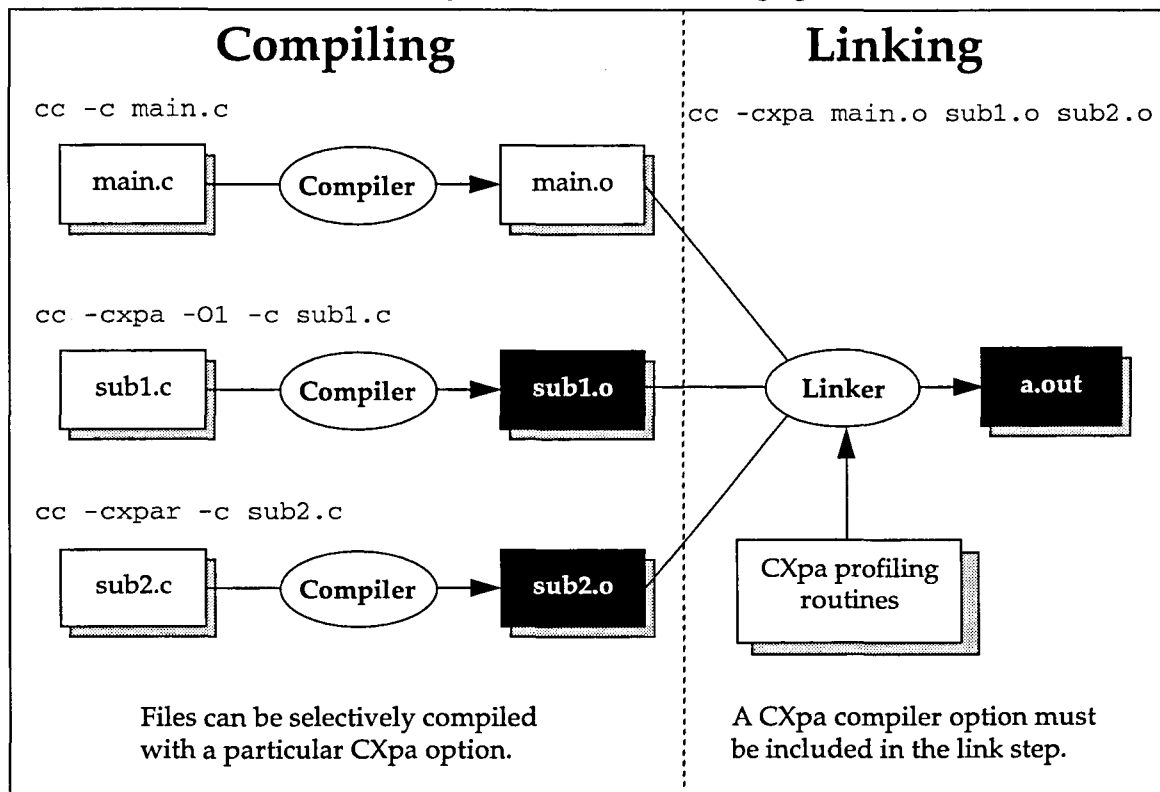 Compiling
Linking
cc -c main.c
cc -cxpa main.o sub1.o sub2.o
main.c
Compiler
main.o
cc -cxpa -O1 -c sub1.c
sub1.c
Compiler
sub1.o
Linker
a.out
cc -cxpar -c sub2.c
sub2.c
Compiler
sub2.o
CXpa profiling
routines
Files can be selectively compiled
with a particular CXpa option.
A CXpa compiler option must
be included in the link step.